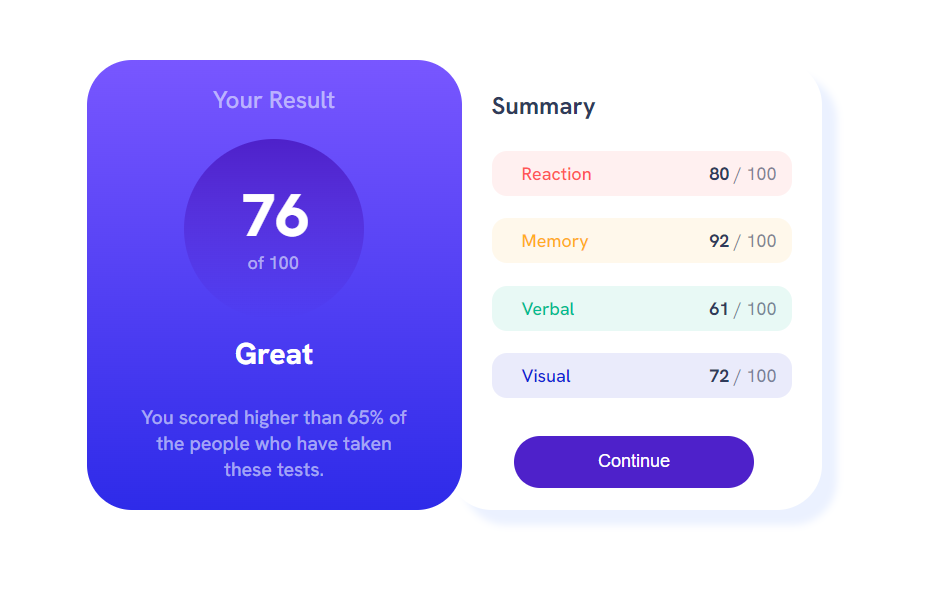 Your Result
76
of 100
Great
You scored higher than 65% of
the people who have taken
these tests.
Summary
Reaction 80 / 100
Memory 92 / 100
Verbal 61 / 100
Visual 72 / 100
Continue